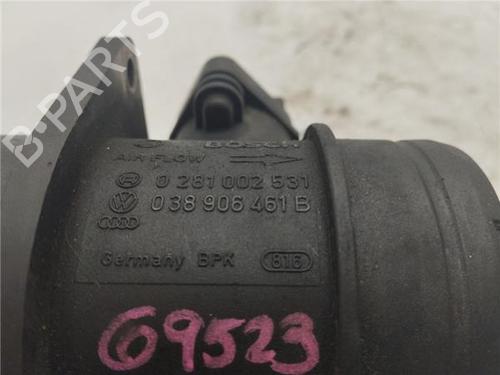 B-PARTS
BOSCH
AIR FLOW
0 281 002 531
038 906 461 B
Germany BPK 816
69523